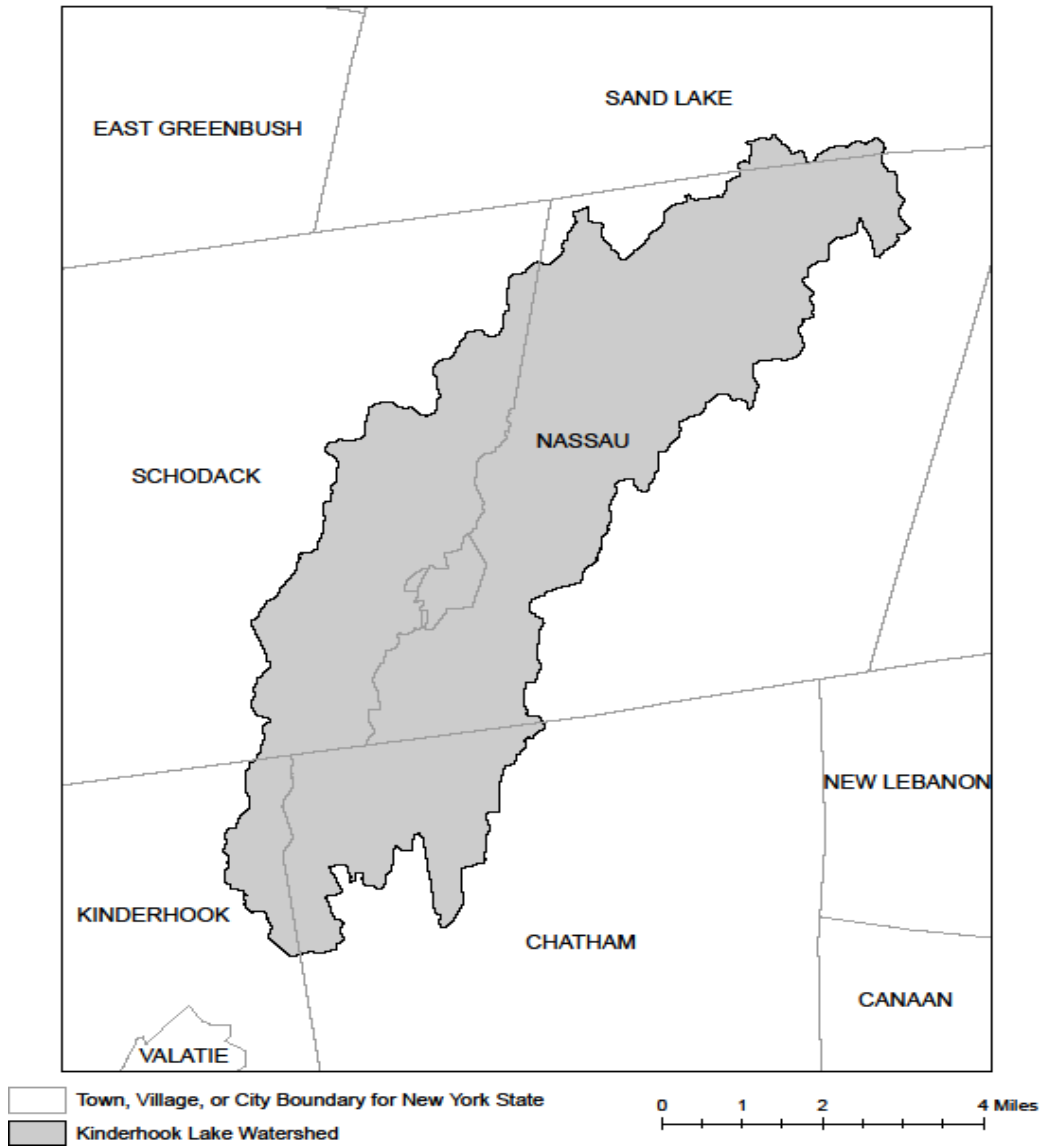 SAND LAKE
EAST GREENBUSH
NASSAU
SCHODACK
NEW LEBANON
KINDERHOOK
CHATHAM
CANAAN
VALATIE
Town, Village, or City Boundary for New York State
Kinderhook Lake Watershed
0 1 2 4 Miles